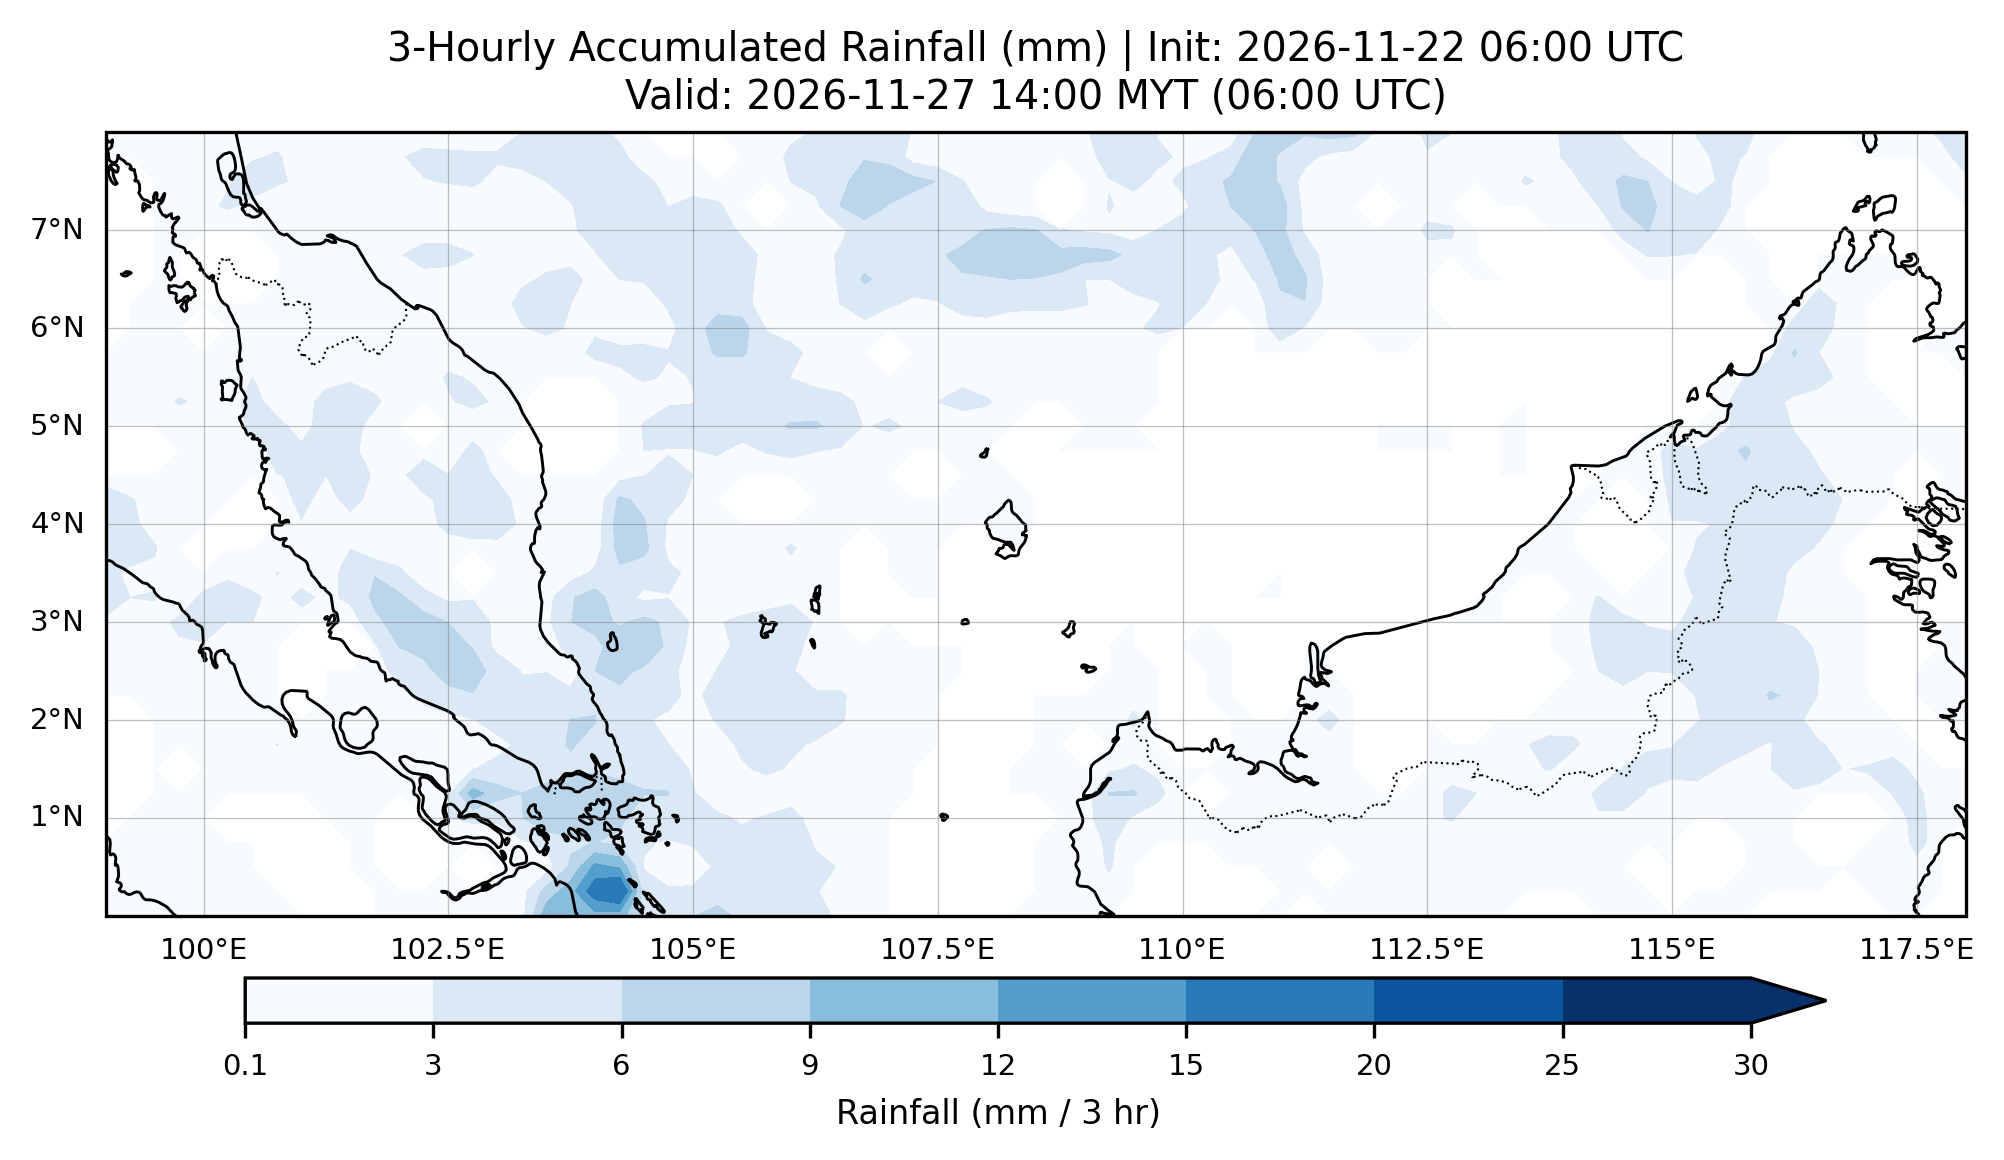 3-Hourly Accumulated Rainfall (mm) | Init: 2026-11-22 06:00 UTC
Valid: 2026-11-27 14:00 MYT (06:00 UTC)
7°N
6°N
5°N
4°N
3°N
2°N
1°N
100°E 102.5°E 105°E 107.5°E 110°E 112.5°E 115°E 117.5°E
0.1 3 6 9 12 15 20 25 30
Rainfall (mm / 3 hr)